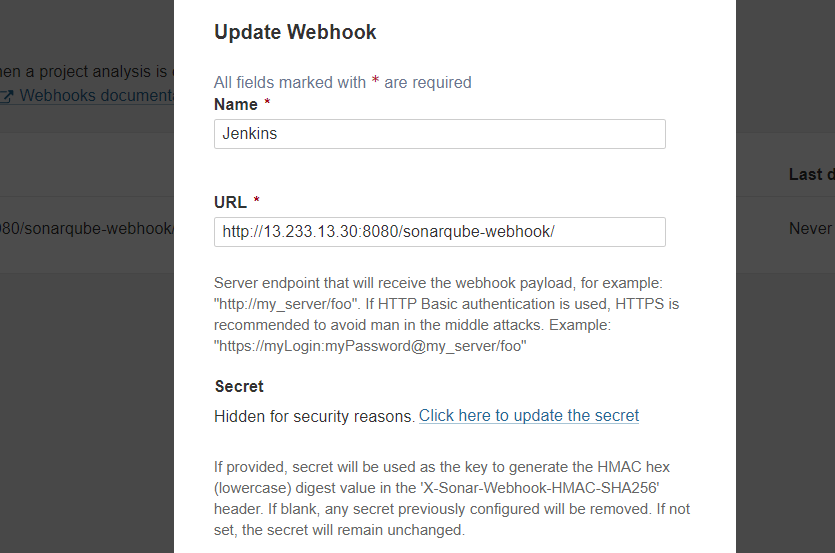 Update Webhook
All fields marked with * are required
hen a project analysis is
Name *
Webhooks documenta
Jenkins
Last d
URL *
080/sonarqube-webhook/
http://13.233.13.30:8080/sonarqube-webhook/
Never
Server endpoint that will receive the webhook payload, for example:
"http://my_server/foo". If HTTP Basic authentication is used, HTTPS is
recommended to avoid man in the middle attacks. Example:
"https://myLogin:myPassword@my_server/foo"
Secret
Hidden for security reasons. Click here to update the secret
If provided, secret will be used as the key to generate the HMAC hex
(lowercase) digest value in the 'X-Sonar-Webhook-HMAC-SHA256'
header. If blank, any secret previously configured will be removed. If not
set, the secret will remain unchanged.